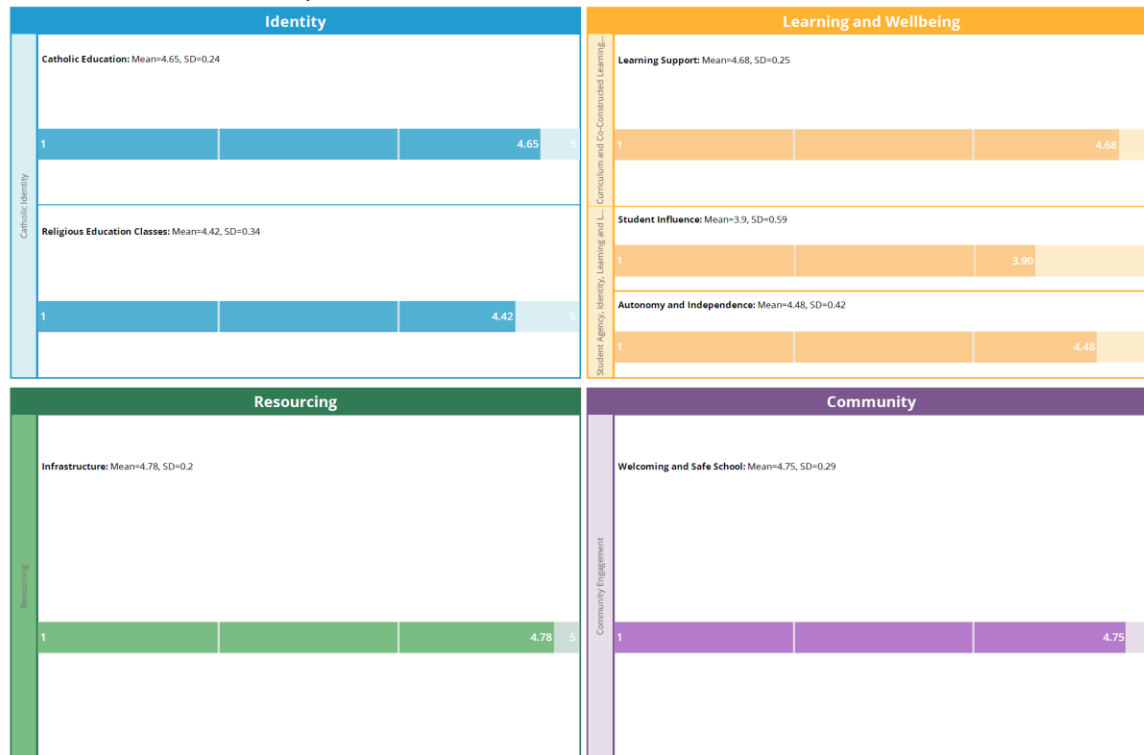 Identity
Catholic Identity
Catholic Education: Mean=4.65, SD=0.24
1 4.65 5
Religious Education Classes: Mean=4.42, SD=0.34
1 4.42 5
Learning and Wellbeing
Curriculum and Co-Constructed Learning...
Learning Support: Mean=4.68, SD=0.25
1 4.68
Student Agency, Identity, Learning and L...
Student Influence: Mean=3.9, SD=0.59
1 3.90
Autonomy and Independence: Mean=4.48, SD=0.42
1 4.48
Resourcing
Resourcing
Infrastructure: Mean=4.78, SD=0.2
1 4.78 5
Community
Community Engagement
Welcoming and Safe School: Mean=4.75, SD=0.29
1 4.75